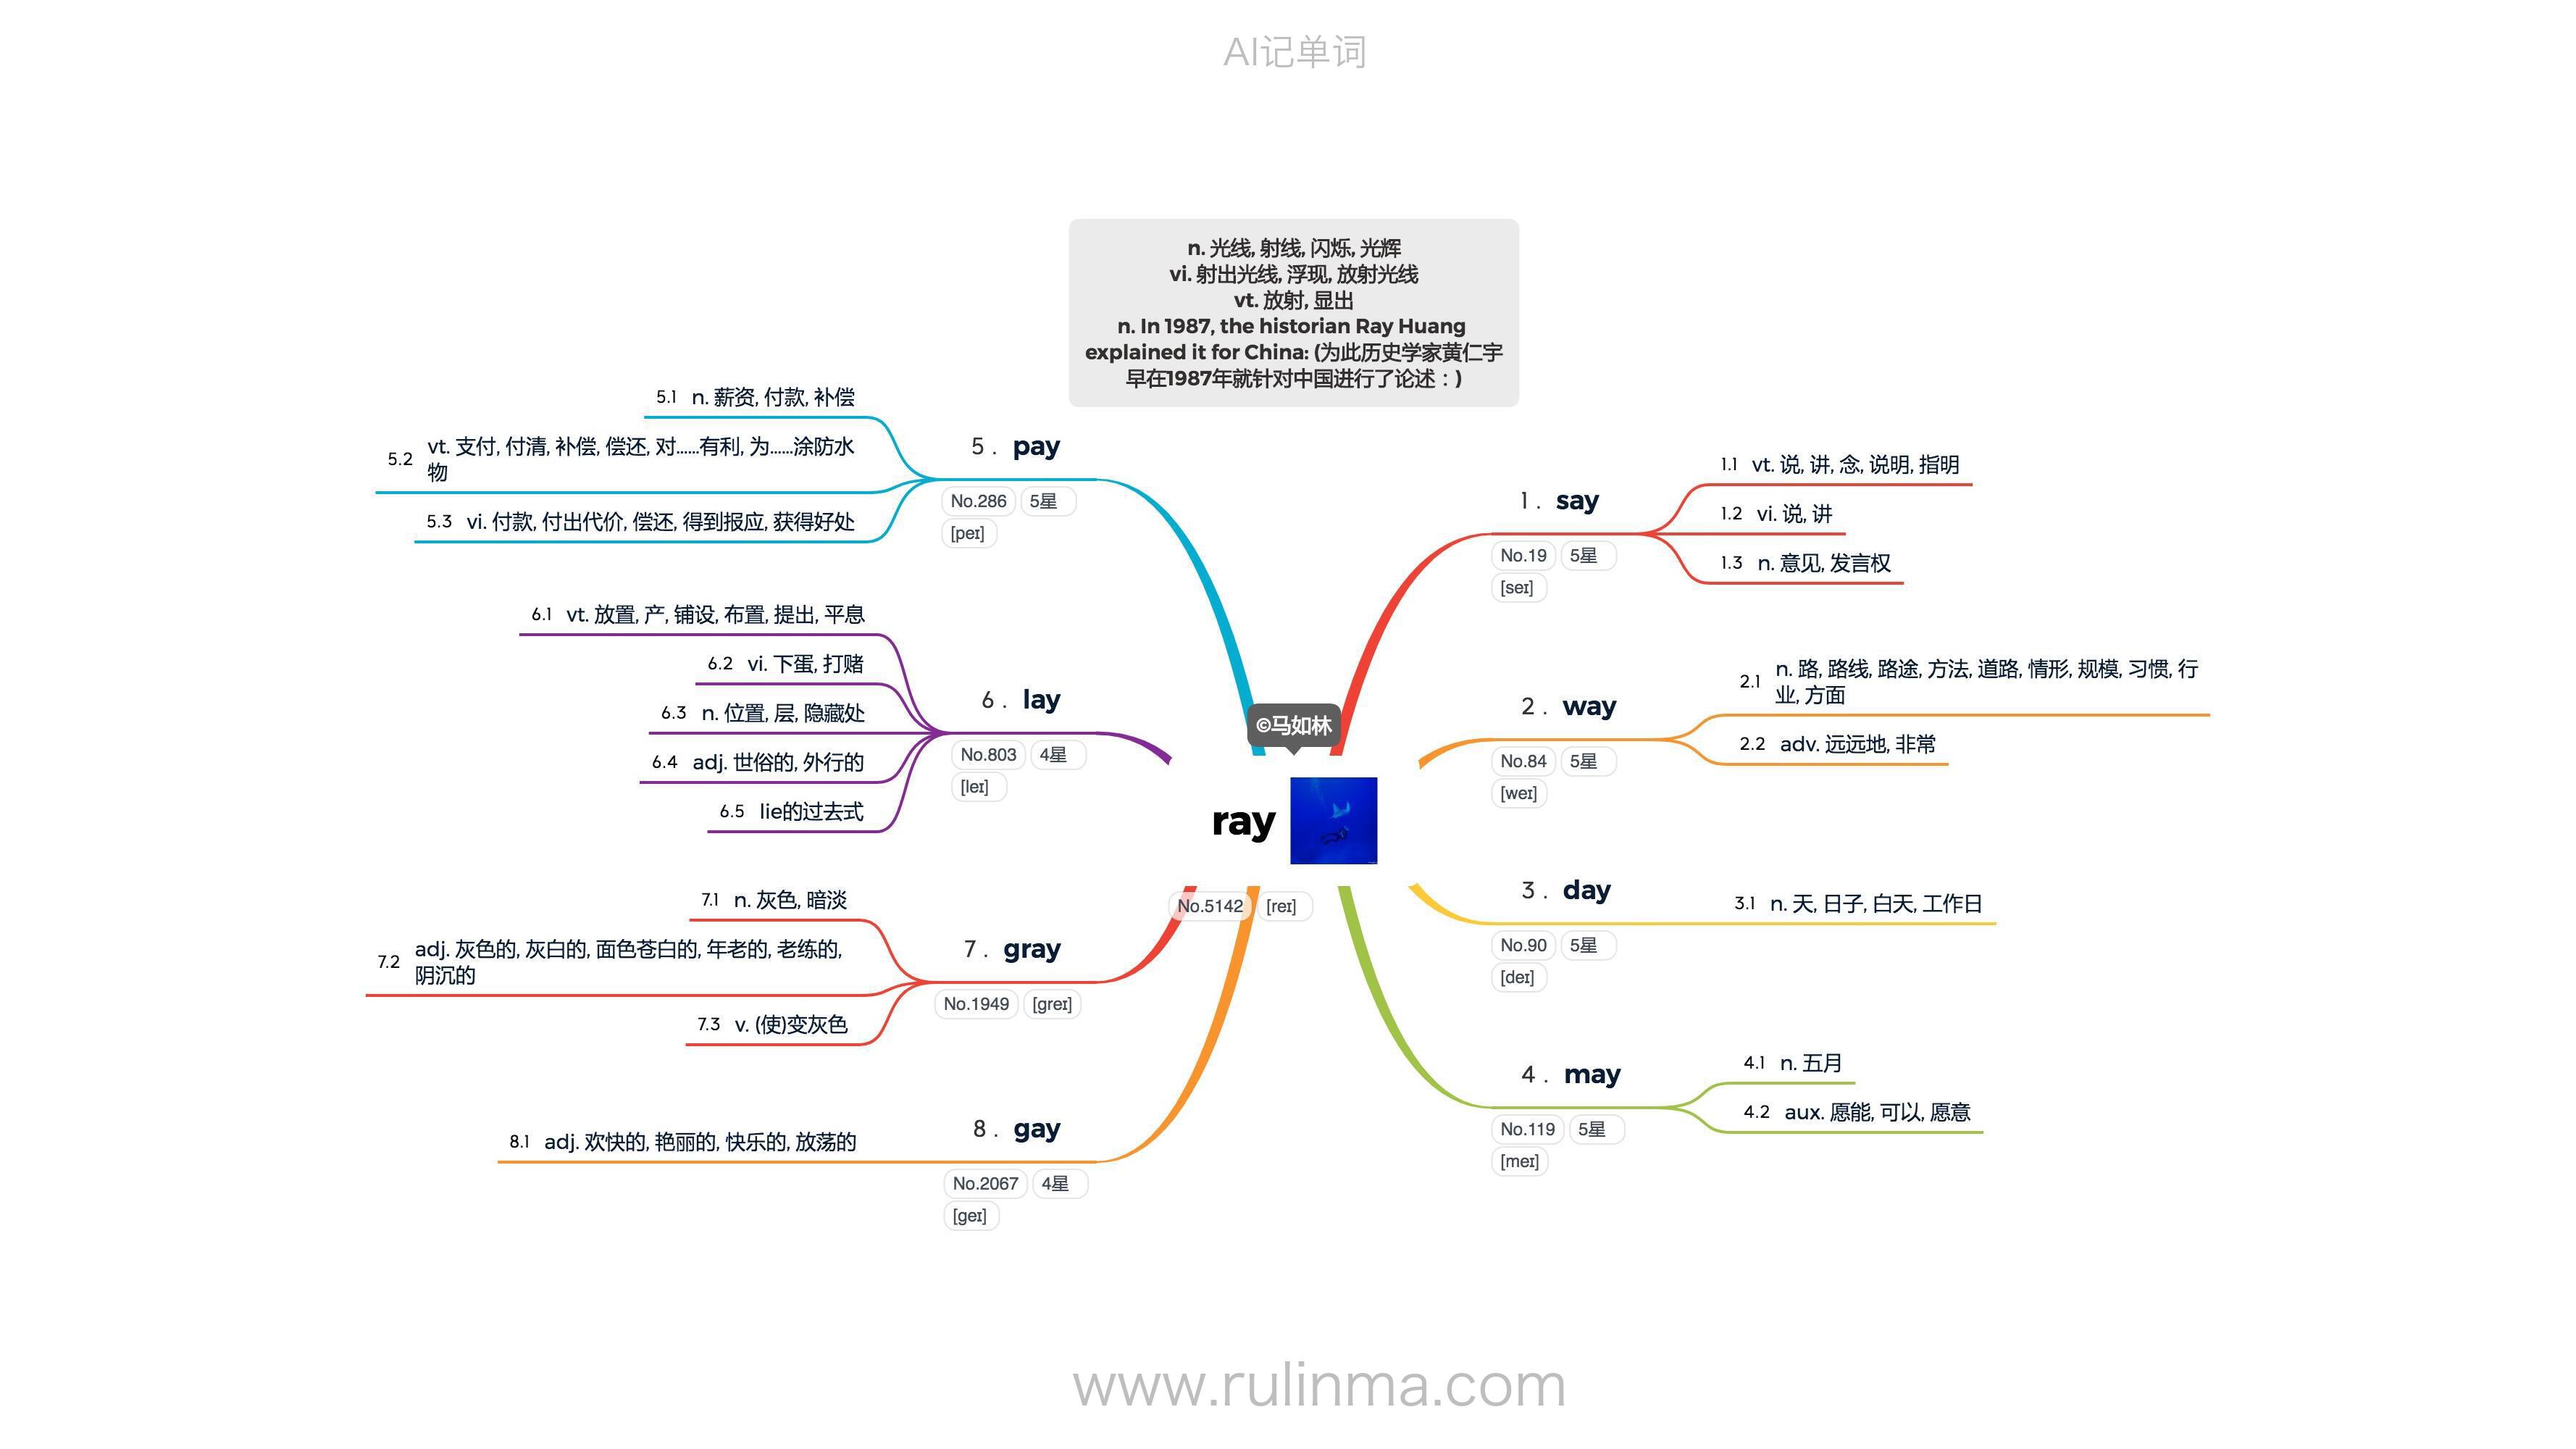 AI记单词
n. 光线, 射线, 闪烁, 光辉
vi. 射出光线, 浮现, 放射光线
vt. 放射, 显出
n. In 1987, the historian Ray Huang
explained it for China: (为此历史学家黄仁宇
早在1987年就针对中国进行了论述：)
©马如林
ray
No.5142 [reɪ]
1. say
No.19 5星
[seɪ]
1.1 vt. 说, 讲, 念, 说明, 指明
1.2 vi. 说, 讲
1.3 n. 意见, 发言权
2. way
No.84 5星
[weɪ]
2.1 n. 路, 路线, 路途, 方法, 道路, 情形, 规模, 习惯, 行
业, 方面
2.2 adv. 远远地, 非常
3. day
No.90 5星
[deɪ]
3.1 n. 天, 日子, 白天, 工作日
4. may
No.119 5星
[meɪ]
4.1 n. 五月
4.2 aux. 愿能, 可以, 愿意
5. pay
No.286 5星
[peɪ]
5.1 n. 薪资, 付款, 补偿
5.2 vt. 支付, 付清, 补偿, 偿还, 对......有利, 为......涂防水
物
5.3 vi. 付款, 付出代价, 偿还, 得到报应, 获得好处
6. lay
No.803 4星
[leɪ]
6.1 vt. 放置, 产, 铺设, 布置, 提出, 平息
6.2 vi. 下蛋, 打赌
6.3 n. 位置, 层, 隐藏处
6.4 adj. 世俗的, 外行的
6.5 lie的过去式
7. gray
No.1949 [greɪ]
7.1 n. 灰色, 暗淡
7.2 adj. 灰色的, 灰白的, 面色苍白的, 年老的, 老练的,
阴沉的
7.3 v. (使)变灰色
8. gay
No.2067 4星
[geɪ]
8.1 adj. 欢快的, 艳丽的, 快乐的, 放荡的
www.rulinma.com